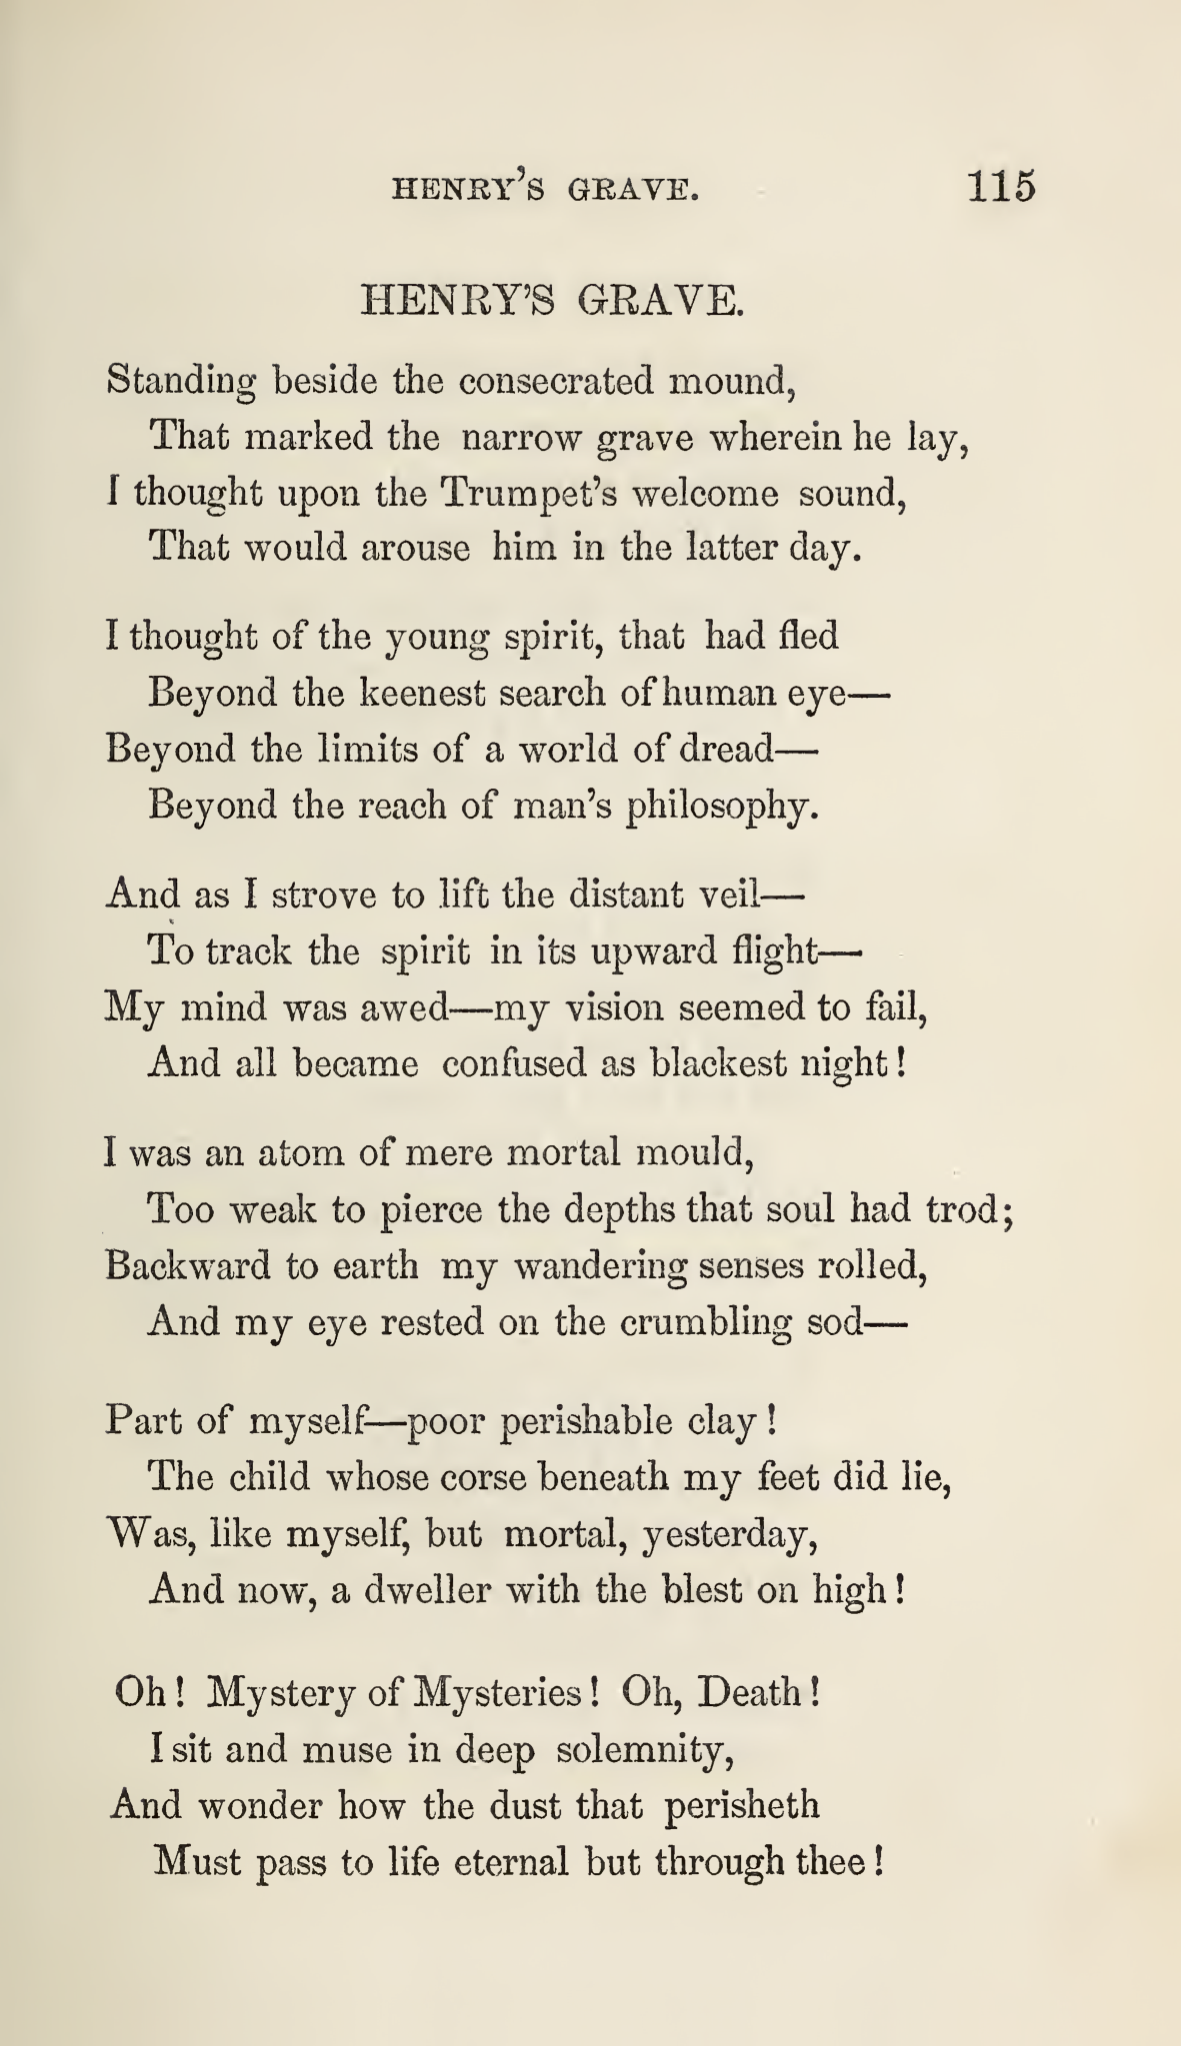 HENRY'S GRAVE. 115
HENRY'S GRAVE.
Standing beside the consecrated mound,
That marked the narrow grave wherein he lay,
I thought upon the Trumpet's welcome sound,
That would arouse him in the latter day.
I thought of the young spirit, that had fled
Beyond the keenest search of human eye—
Beyond the limits of a world of dread—
Beyond the reach of man's philosophy.
And as I strove to lift the distant veil—
To track the spirit in its upward flight—
My mind was awed—my vision seemed to fail,
And all became confused as blackest night!
I was an atom of mere mortal mould,
Too weak to pierce the depths that soul had trod;
Backward to earth my wandering senses rolled,
And my eye rested on the crumbling sod—
Part of myself—poor perishable clay!
The child whose corse beneath my feet did lie,
Was, like myself, but mortal, yesterday,
And now, a dweller with the blest on high!
Oh! Mystery of Mysteries! Oh, Death!
I sit and muse in deep solemnity,
And wonder how the dust that perisheth
Must pass to life eternal but through thee!